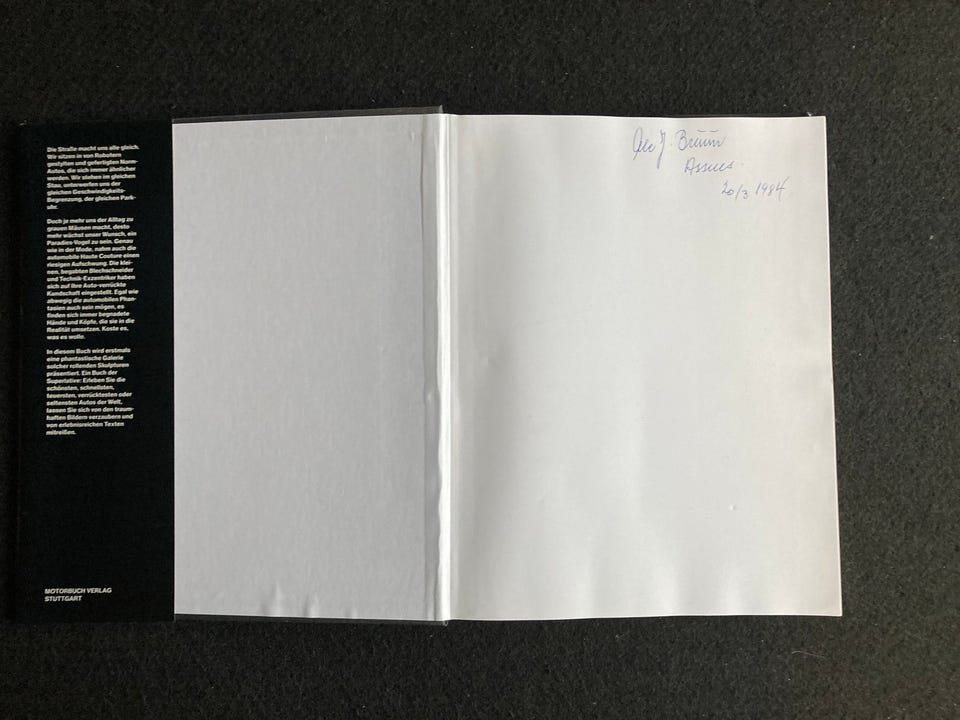 Die Straße macht uns alle gleich.
Wir sitzen in von Robotern
gestylten und gefertigten Norm-
Autos, die sich immer ähnlicher
werden. Wir stehen im gleichen
Stau, unterwerfen uns der
gleichen Geschwindigkeits-
Begrenzung, der gleichen Park-
uhr.
Doch je mehr uns der Alltag zu
grauen Mäusen macht, desto
mehr wächst unser Wunsch, ein
Paradies-Vogel zu sein. Genau
wie in der Mode, nahm auch die
automobile Haute Couture einen
riesigen Aufschwung. Die klei-
nen, begabten Blechschneider
und Technik-Exzentriker haben
sich auf ihre Auto-verrückte
Kundschaft eingestellt. Egal wie
abwegig die automobilen Phan-
tasien auch sein mögen, es
finden sich immer begnadete
Hände und Köpfe, die sie in die
Realität umsetzen. Koste es,
was es wolle.
In diesem Buch wird erstmals
eine phantastische Galerie
solcher rollenden Skulpturen
präsentiert. Ein Buch der
Superlative: Erleben Sie die
schönsten, schnellsten,
teuersten, verrücktesten oder
seltensten Autos der Welt,
lassen Sie sich von den traum-
haften Bildern verzaubern und
von erlebnisreichen Texten
mitreißen.
MOTORBUCH VERLAG
STUTTGART
J. Bruun
Assens.
20/3 1984